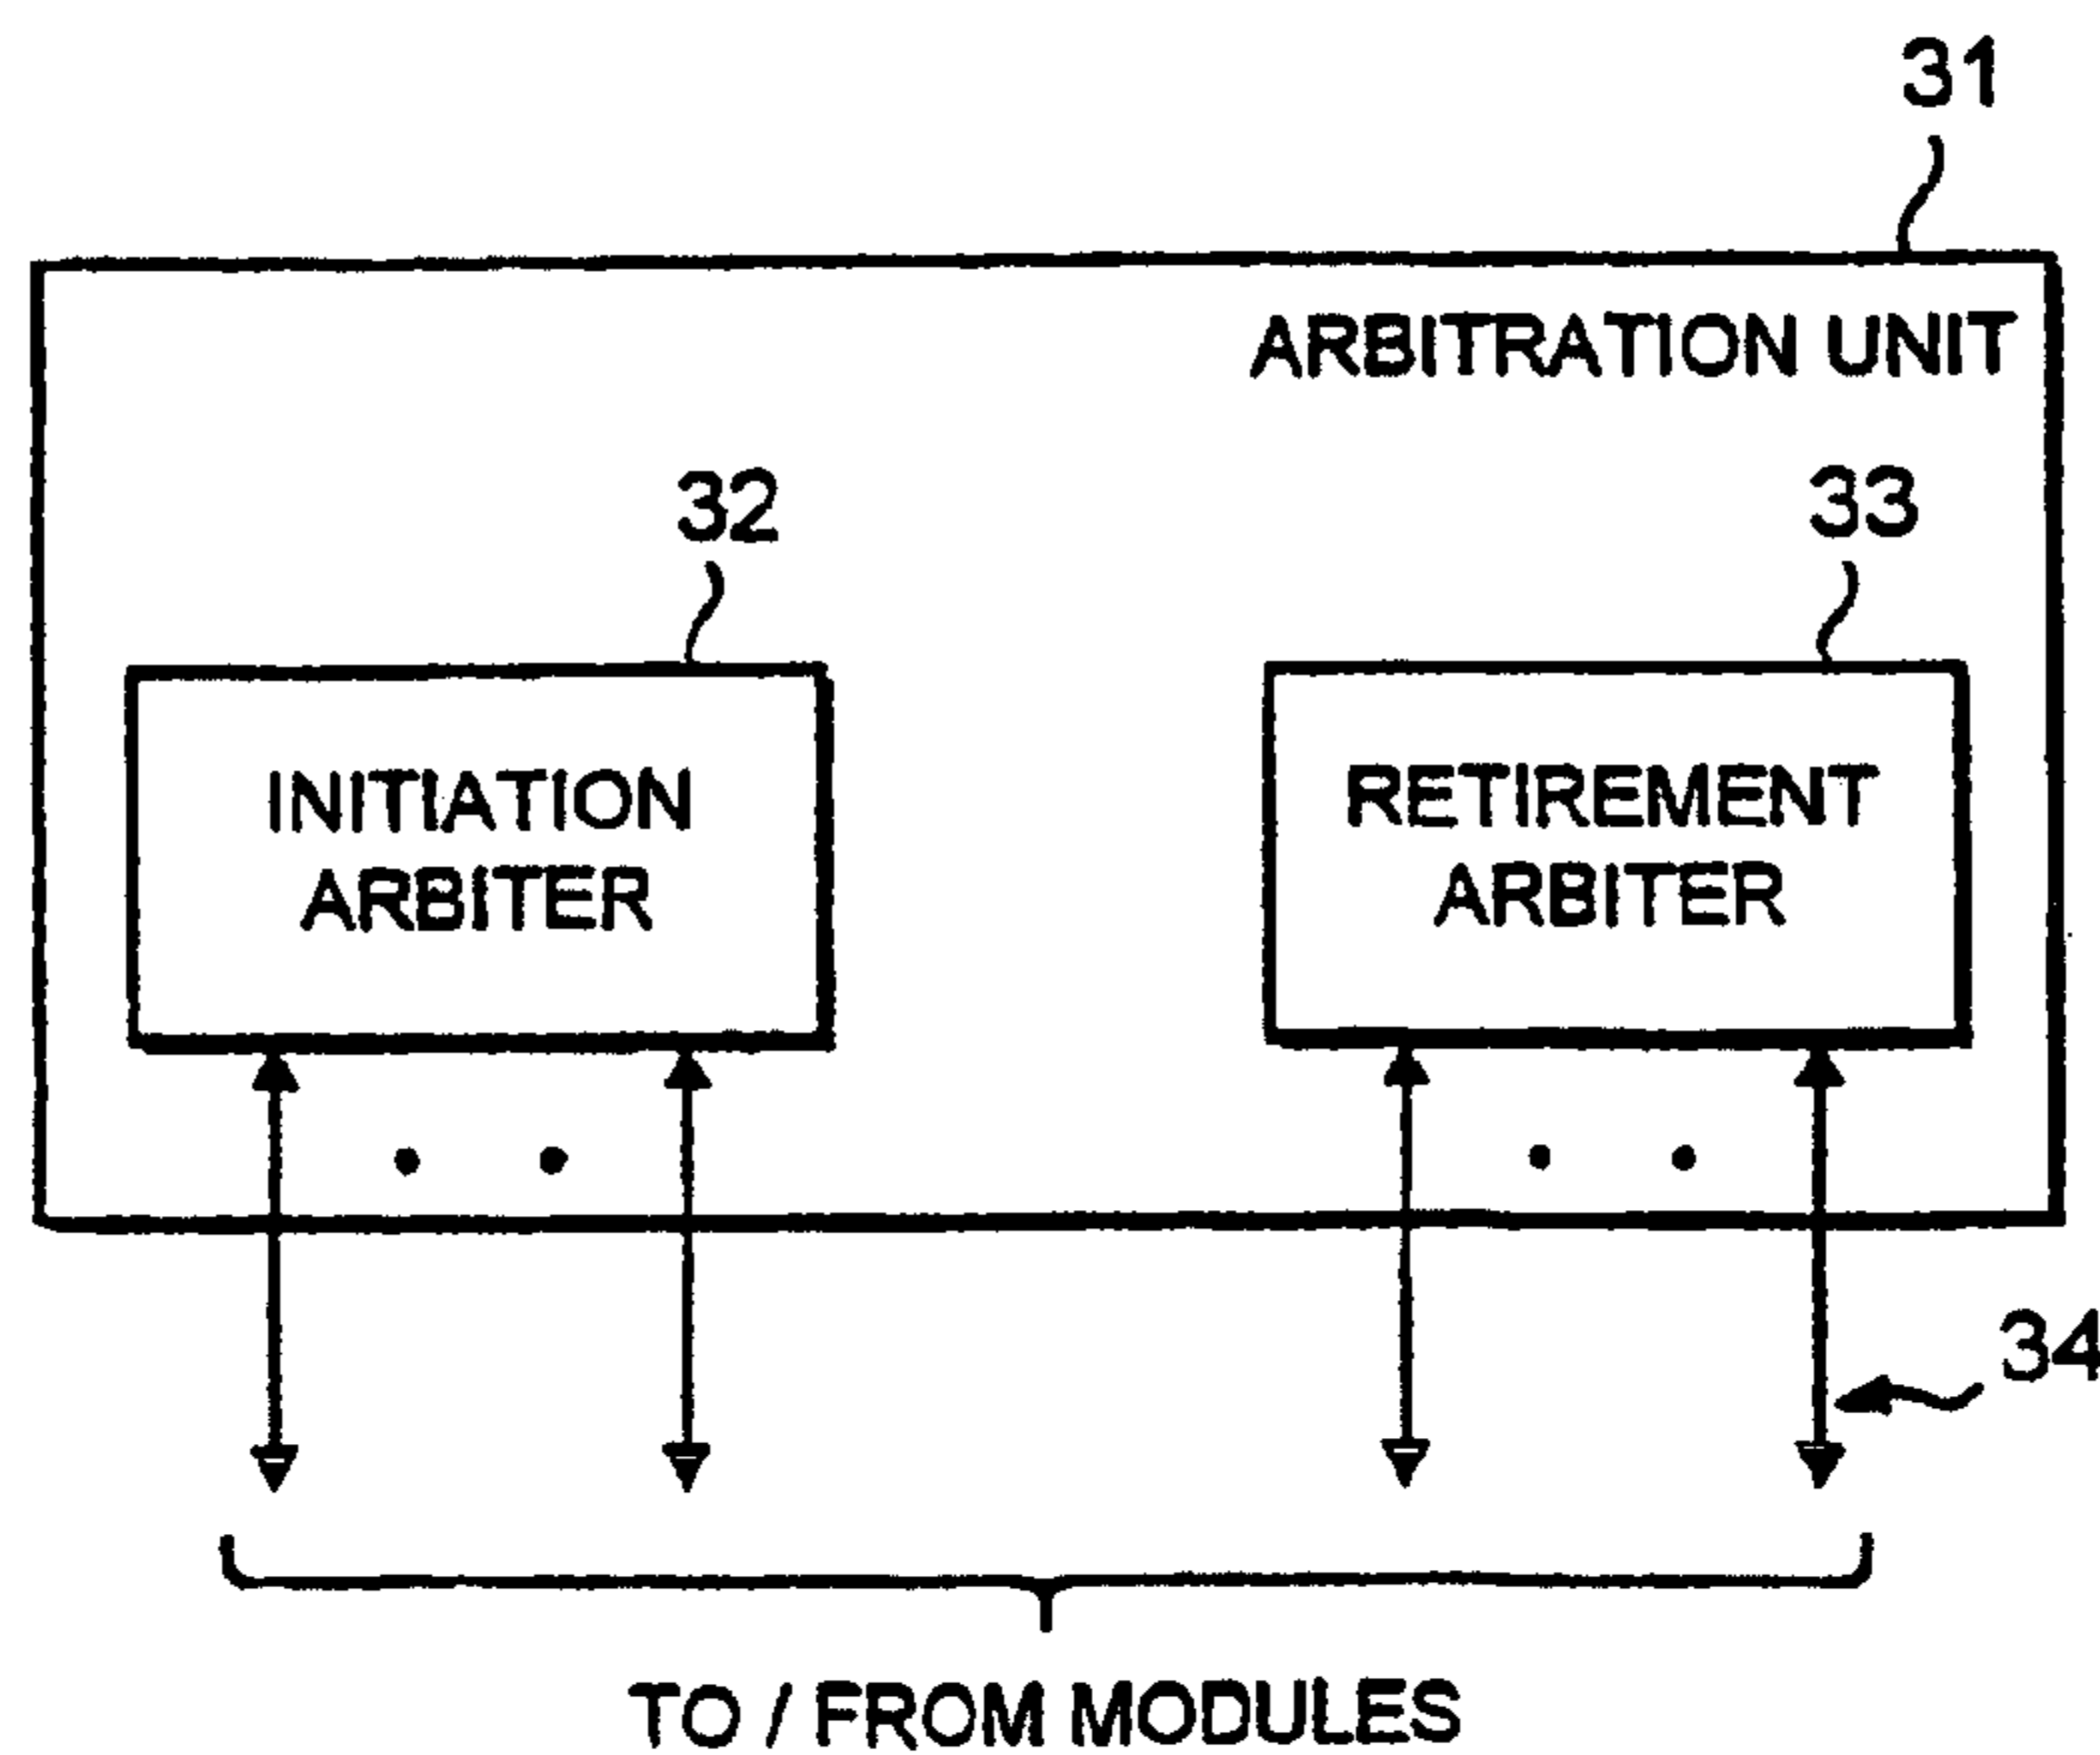 31
ARBITRATION UNIT
32
33
INITIATION
ARBITER
RETIREMENT
ARBITER
34
TO / FROM MODULES